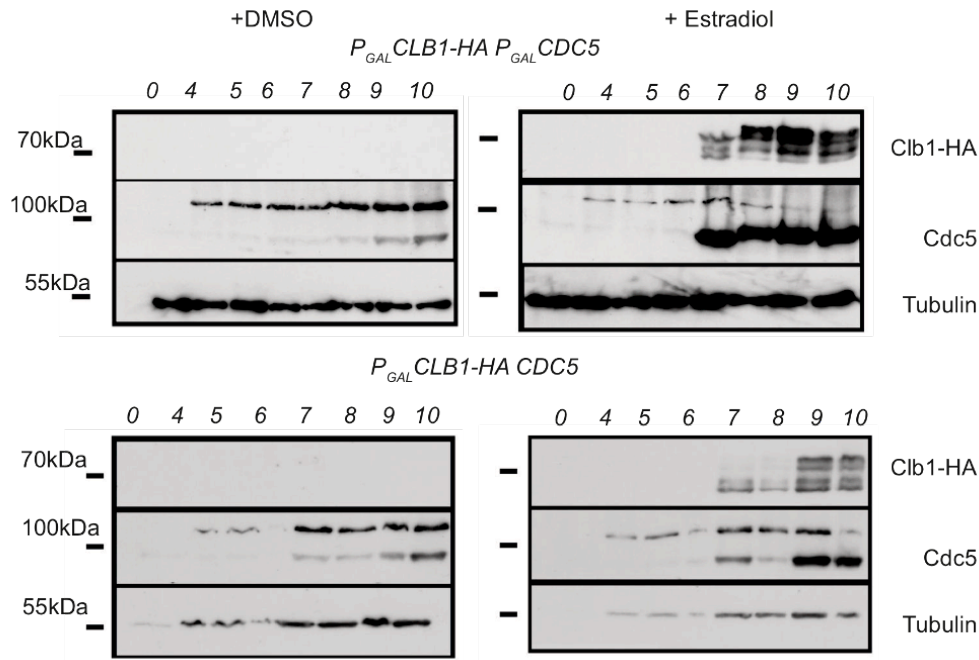 +DMSO + Estradiol
PGALCLB1-HA PGALCDC5
0 4 5 6 7 8 9 10 0 4 5 6 7 8 9 10
70kDa Clb1-HA
100kDa Cdc5
55kDa Tubulin
PGALCLB1-HA CDC5
0 4 5 6 7 8 9 10 0 4 5 6 7 8 9 10
70kDa Clb1-HA
100kDa Cdc5
55kDa Tubulin